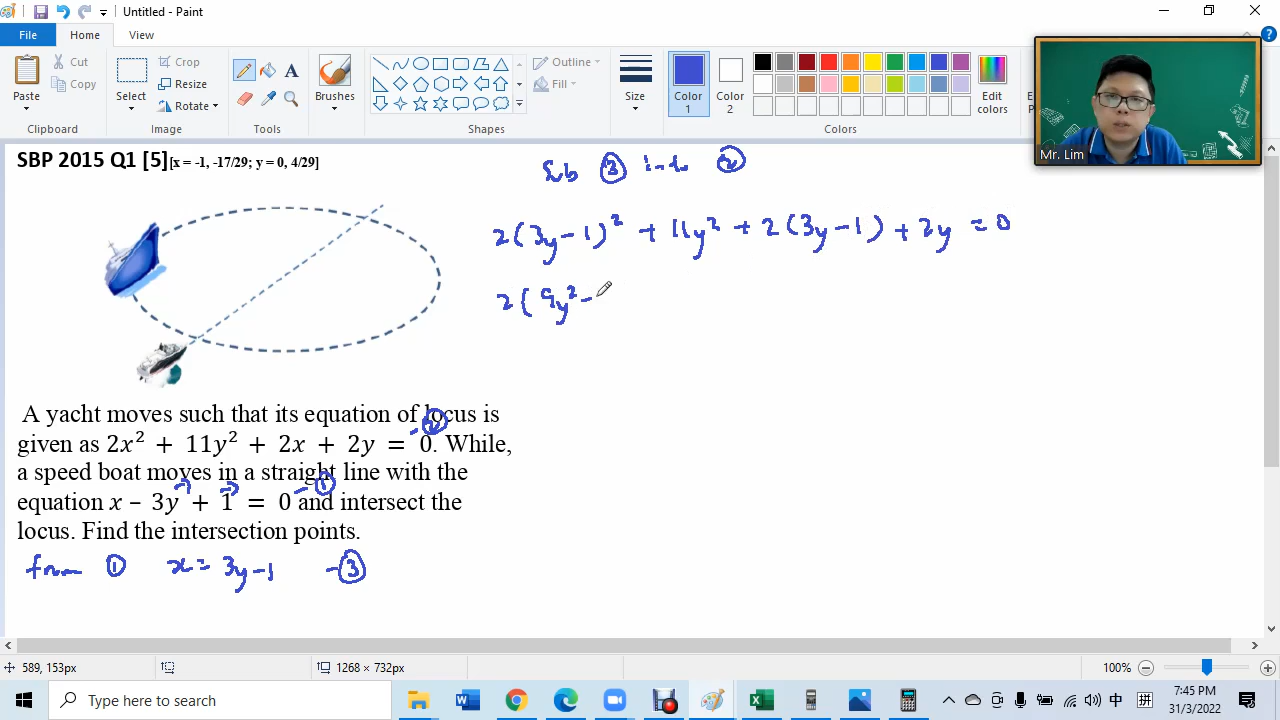 Untitled - Paint
File Home View
Paste
Cut
Copy
Clipboard
Select
Crop
Resize
Rotate
Image
Tools
Brushes
Shapes
Outline
Fill
Size
Color 1
Color 2
Colors
Edit colors
Mr. Lim
SBP 2015 Q1 [5][x = -1, -17/29; y = 0, 4/29]
Sub ③ into ②
2(3y-1)² + 11y² + 2(3y-1) + 2y = 0
2(9y² -
A yacht moves such that its equation of locus is
given as 2x² + 11y² + 2x + 2y = 0. While, -②
a speed boat moves in a straight line with the
equation x – 3y + 1 = 0 and intersect the -①
locus. Find the intersection points.
from ① x = 3y-1 -③
589, 153px
1268 × 732px
100%
Type here to search
中
拼
7:45 PM
31/3/2022